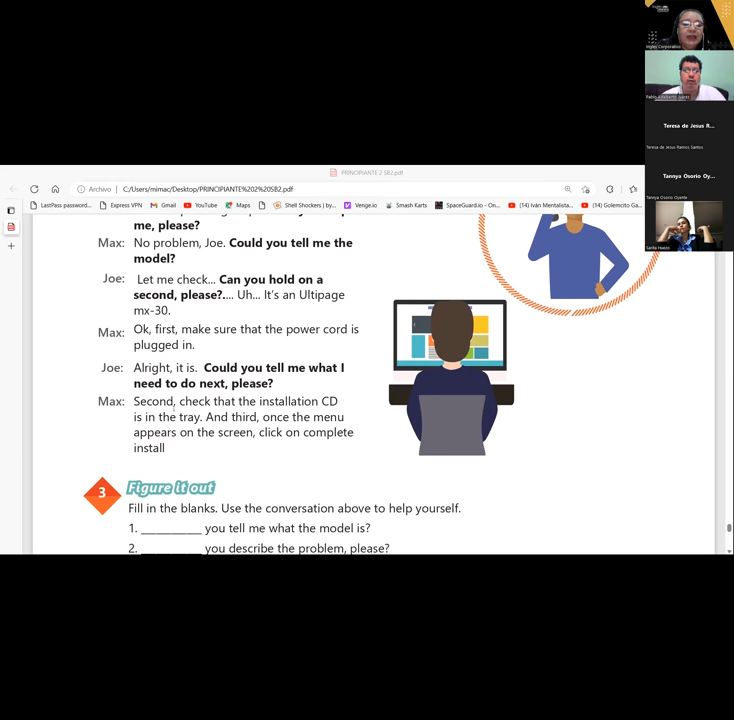 Ingles Corporativo
Teresa de Jesus R...
Teresa de Jesus Ramos Santos
Tannya Osorio Oy...
Tannya Osorio Oyarte
Sarita Huezo
PRINCIPIANTE 2 SB2.pdf
Archivo C:/Users/mimac/Desktop/PRINCIPIANTE%202%20SB2.pdf
LastPass password... Express VPN Gmail YouTube Maps Shell Shockers | by... Venge.io Smash Karts SpaceGuard.io - On... (14) Iván Mentalista... (14) Golemcito Ga...
me, please?
Max: No problem, Joe. Could you tell me the
model?
Joe: Let me check... Can you hold on a
second, please?.... Uh... It's an Ultipage
mx-30.
Max: Ok, first, make sure that the power cord is
plugged in.
Joe: Alright, it is. Could you tell me what I
need to do next, please?
Max: Second, check that the installation CD
is in the tray. And third, once the menu
appears on the screen, click on complete
install
3 Figure it out
Fill in the blanks. Use the conversation above to help yourself.
1. __________ you tell me what the model is?
2. __________ you describe the problem, please?